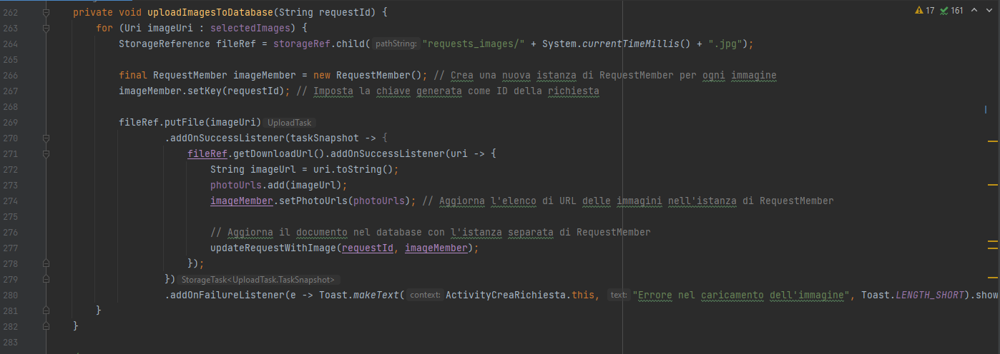 17 161
262 private void uploadImagesToDatabase(String requestId) {
263 for (Uri imageUri : selectedImages) {
264 StorageReference fileRef = storageRef.child( pathString: "requests_images/" + System.currentTimeMillis() + ".jpg");
265
266 final RequestMember imageMember = new RequestMember(); // Crea una nuova istanza di RequestMember per ogni immagine
267 imageMember.setKey(requestId); // Imposta la chiave generata come ID della richiesta
268
269 fileRef.putFile(imageUri) UploadTask
270 .addOnSuccessListener(taskSnapshot -> {
271 fileRef.getDownloadUrl().addOnSuccessListener(uri -> {
272 String imageUrl = uri.toString();
273 photoUrls.add(imageUrl);
274 imageMember.setPhotoUrls(photoUrls); // Aggiorna l'elenco di URL delle immagini nell'istanza di RequestMember
275
276 // Aggiorna il documento nel database con l'istanza separata di RequestMember
277 updateRequestWithImage(requestId, imageMember);
278 });
279 }) StorageTask<UploadTask.TaskSnapshot>
280 .addOnFailureListener(e -> Toast.makeText( context: ActivityCreaRichiesta.this, text: "Errore nel caricamento dell'immagine", Toast.LENGTH_SHORT).show
281 }
282 }
283